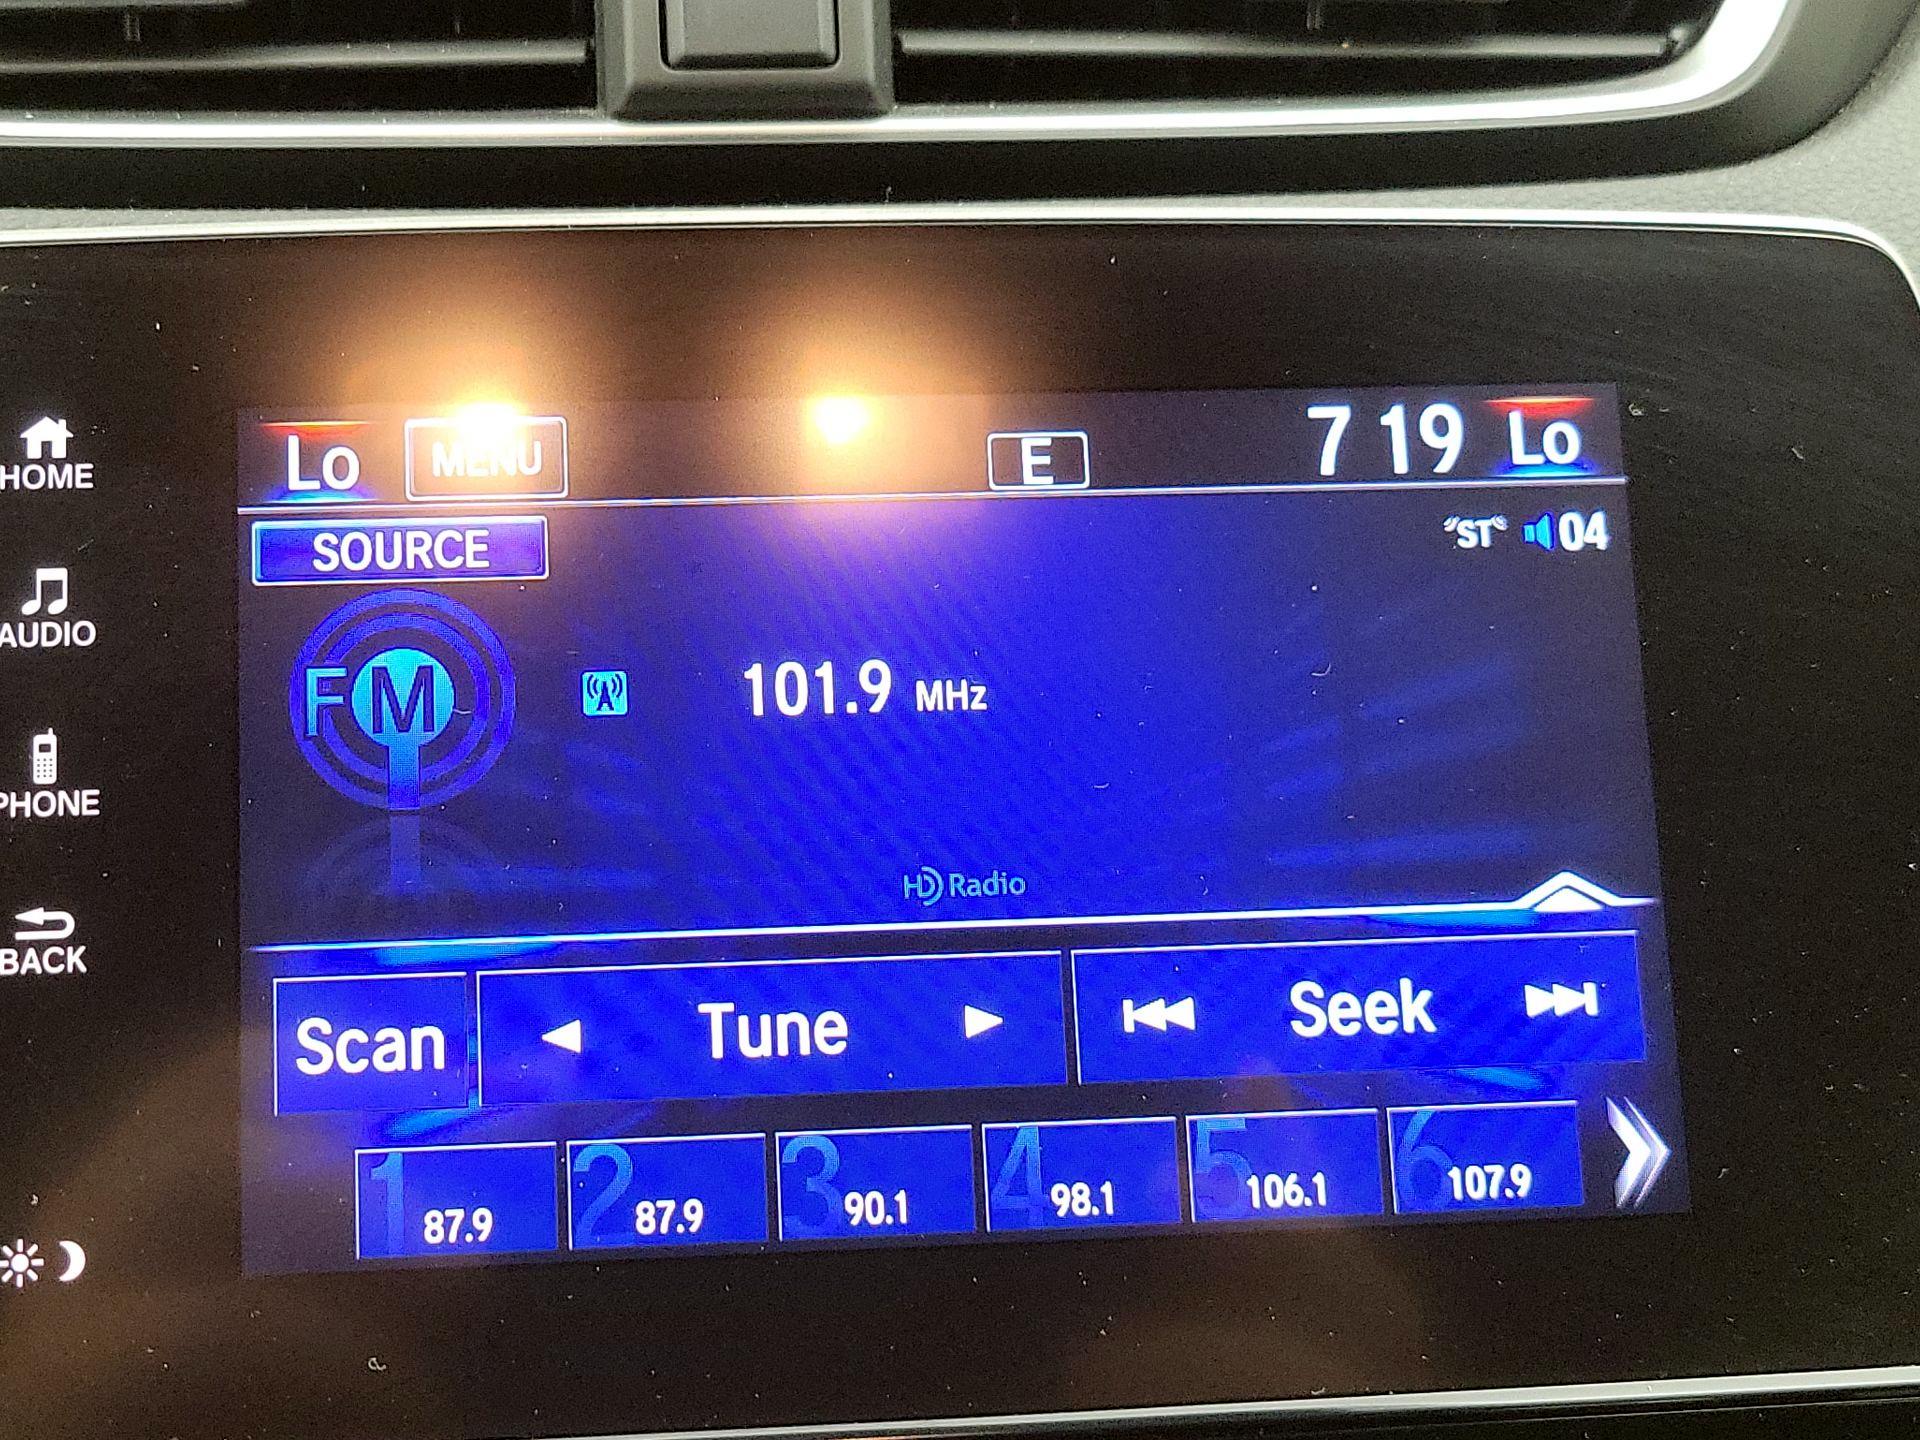 HOME
AUDIO
PHONE
BACK
Lo MENU E 7 19 Lo
SOURCE ST 04
FM 101.9 MHz
HD Radio
Scan Tune Seek
1 87.9 2 87.9 3 90.1 4 98.1 5 106.1 6 107.9